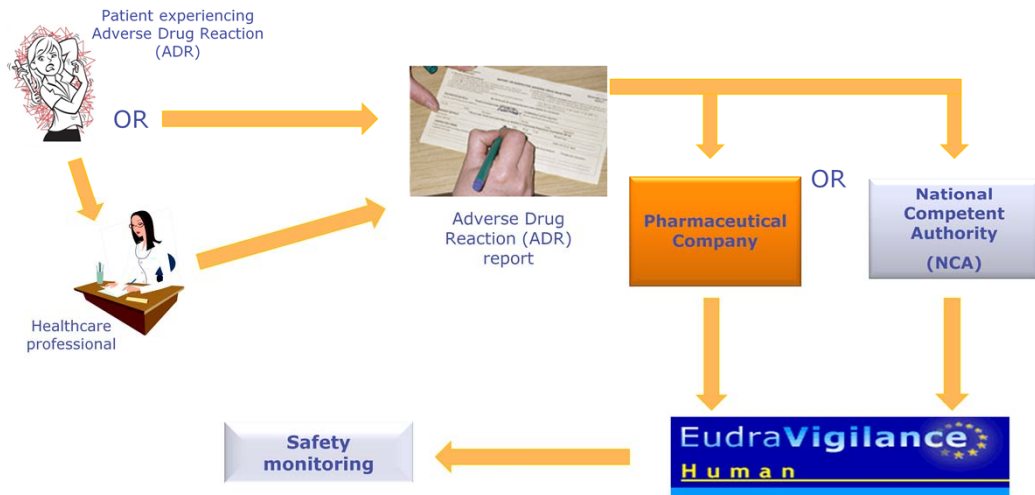 Patient experiencing
Adverse Drug Reaction
(ADR)
OR
Adverse Drug
Reaction (ADR)
report
Healthcare
professional
OR
Pharmaceutical
Company
National
Competent
Authority
(NCA)
Safety
monitoring
EudraVigilance
Human